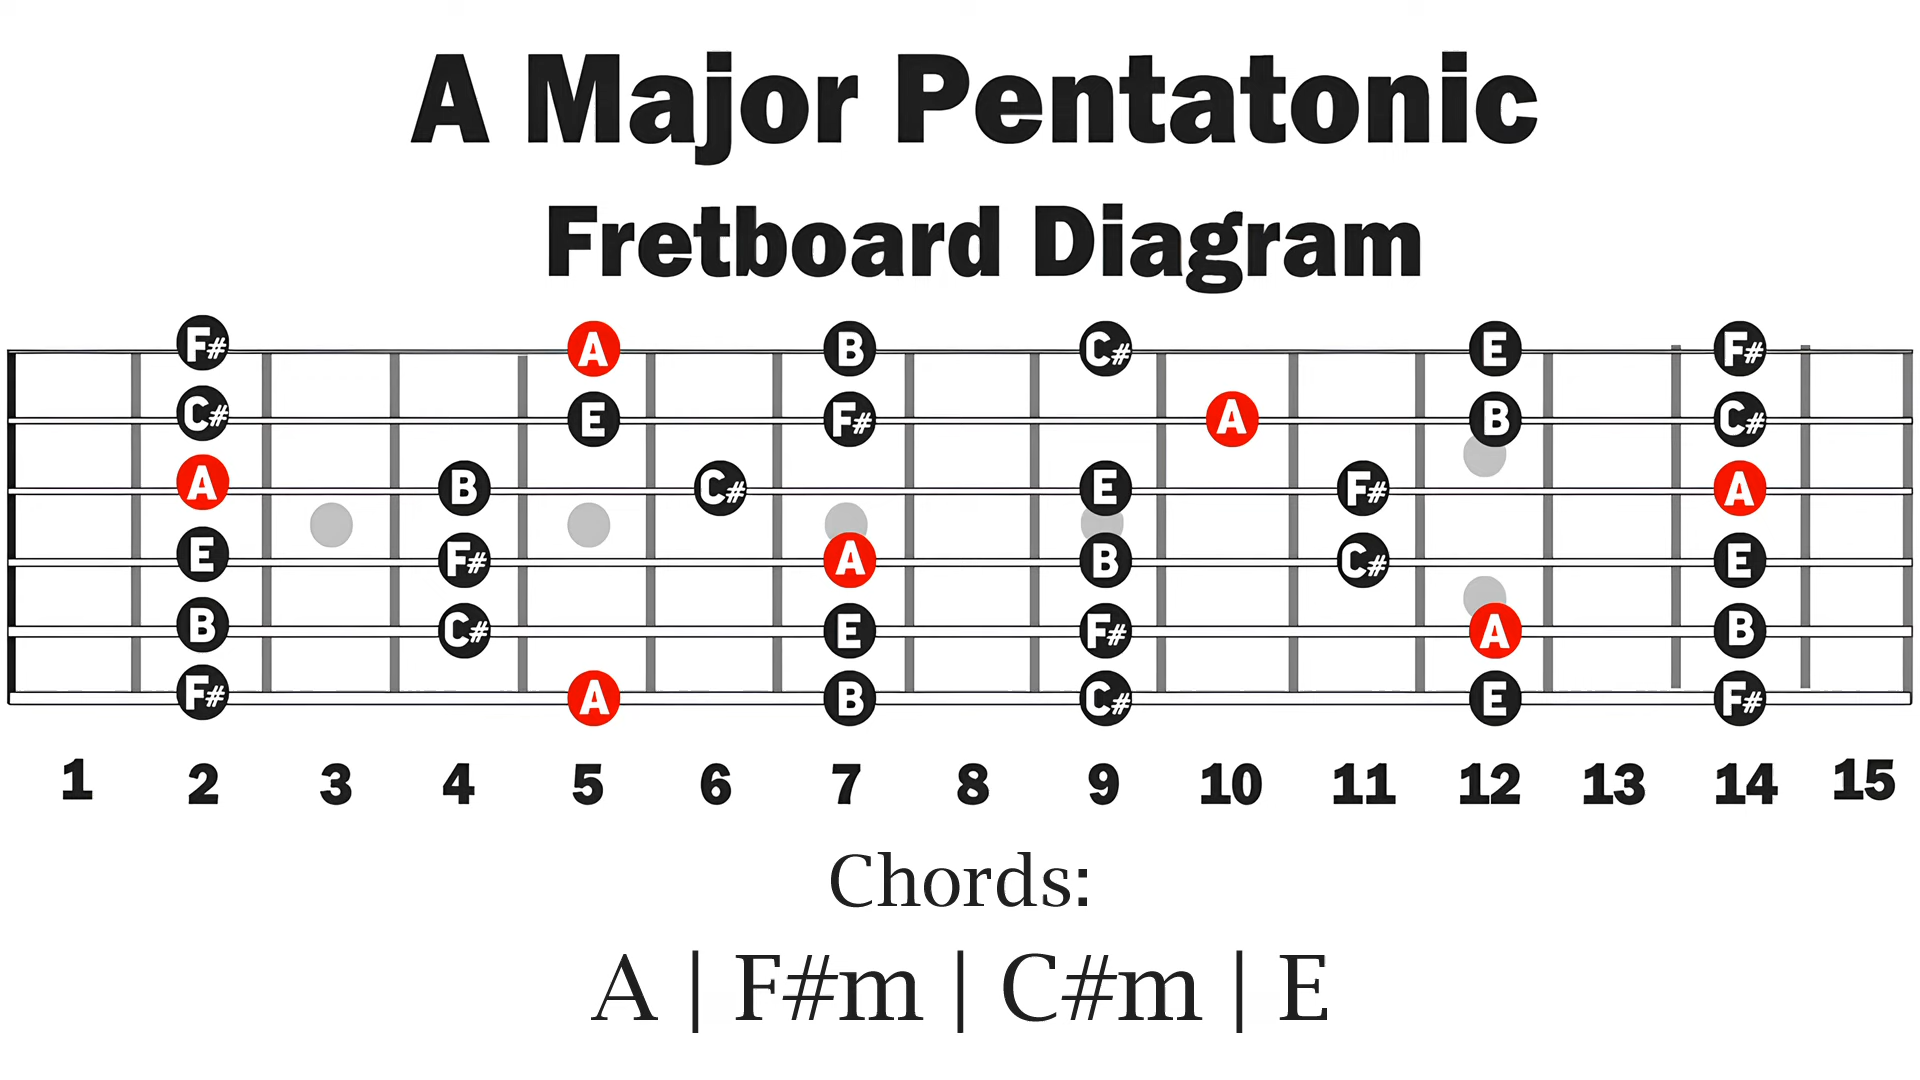 A Major Pentatonic
Fretboard Diagram
F# A B C# E F#
C# E F# A B C#
A B C# E F# A
E F# A B C# E
B C# E F# A B
F# A B C# E F#
1 2 3 4 5 6 7 8 9 10 11 12 13 14 15
Chords:
A | F#m | C#m | E